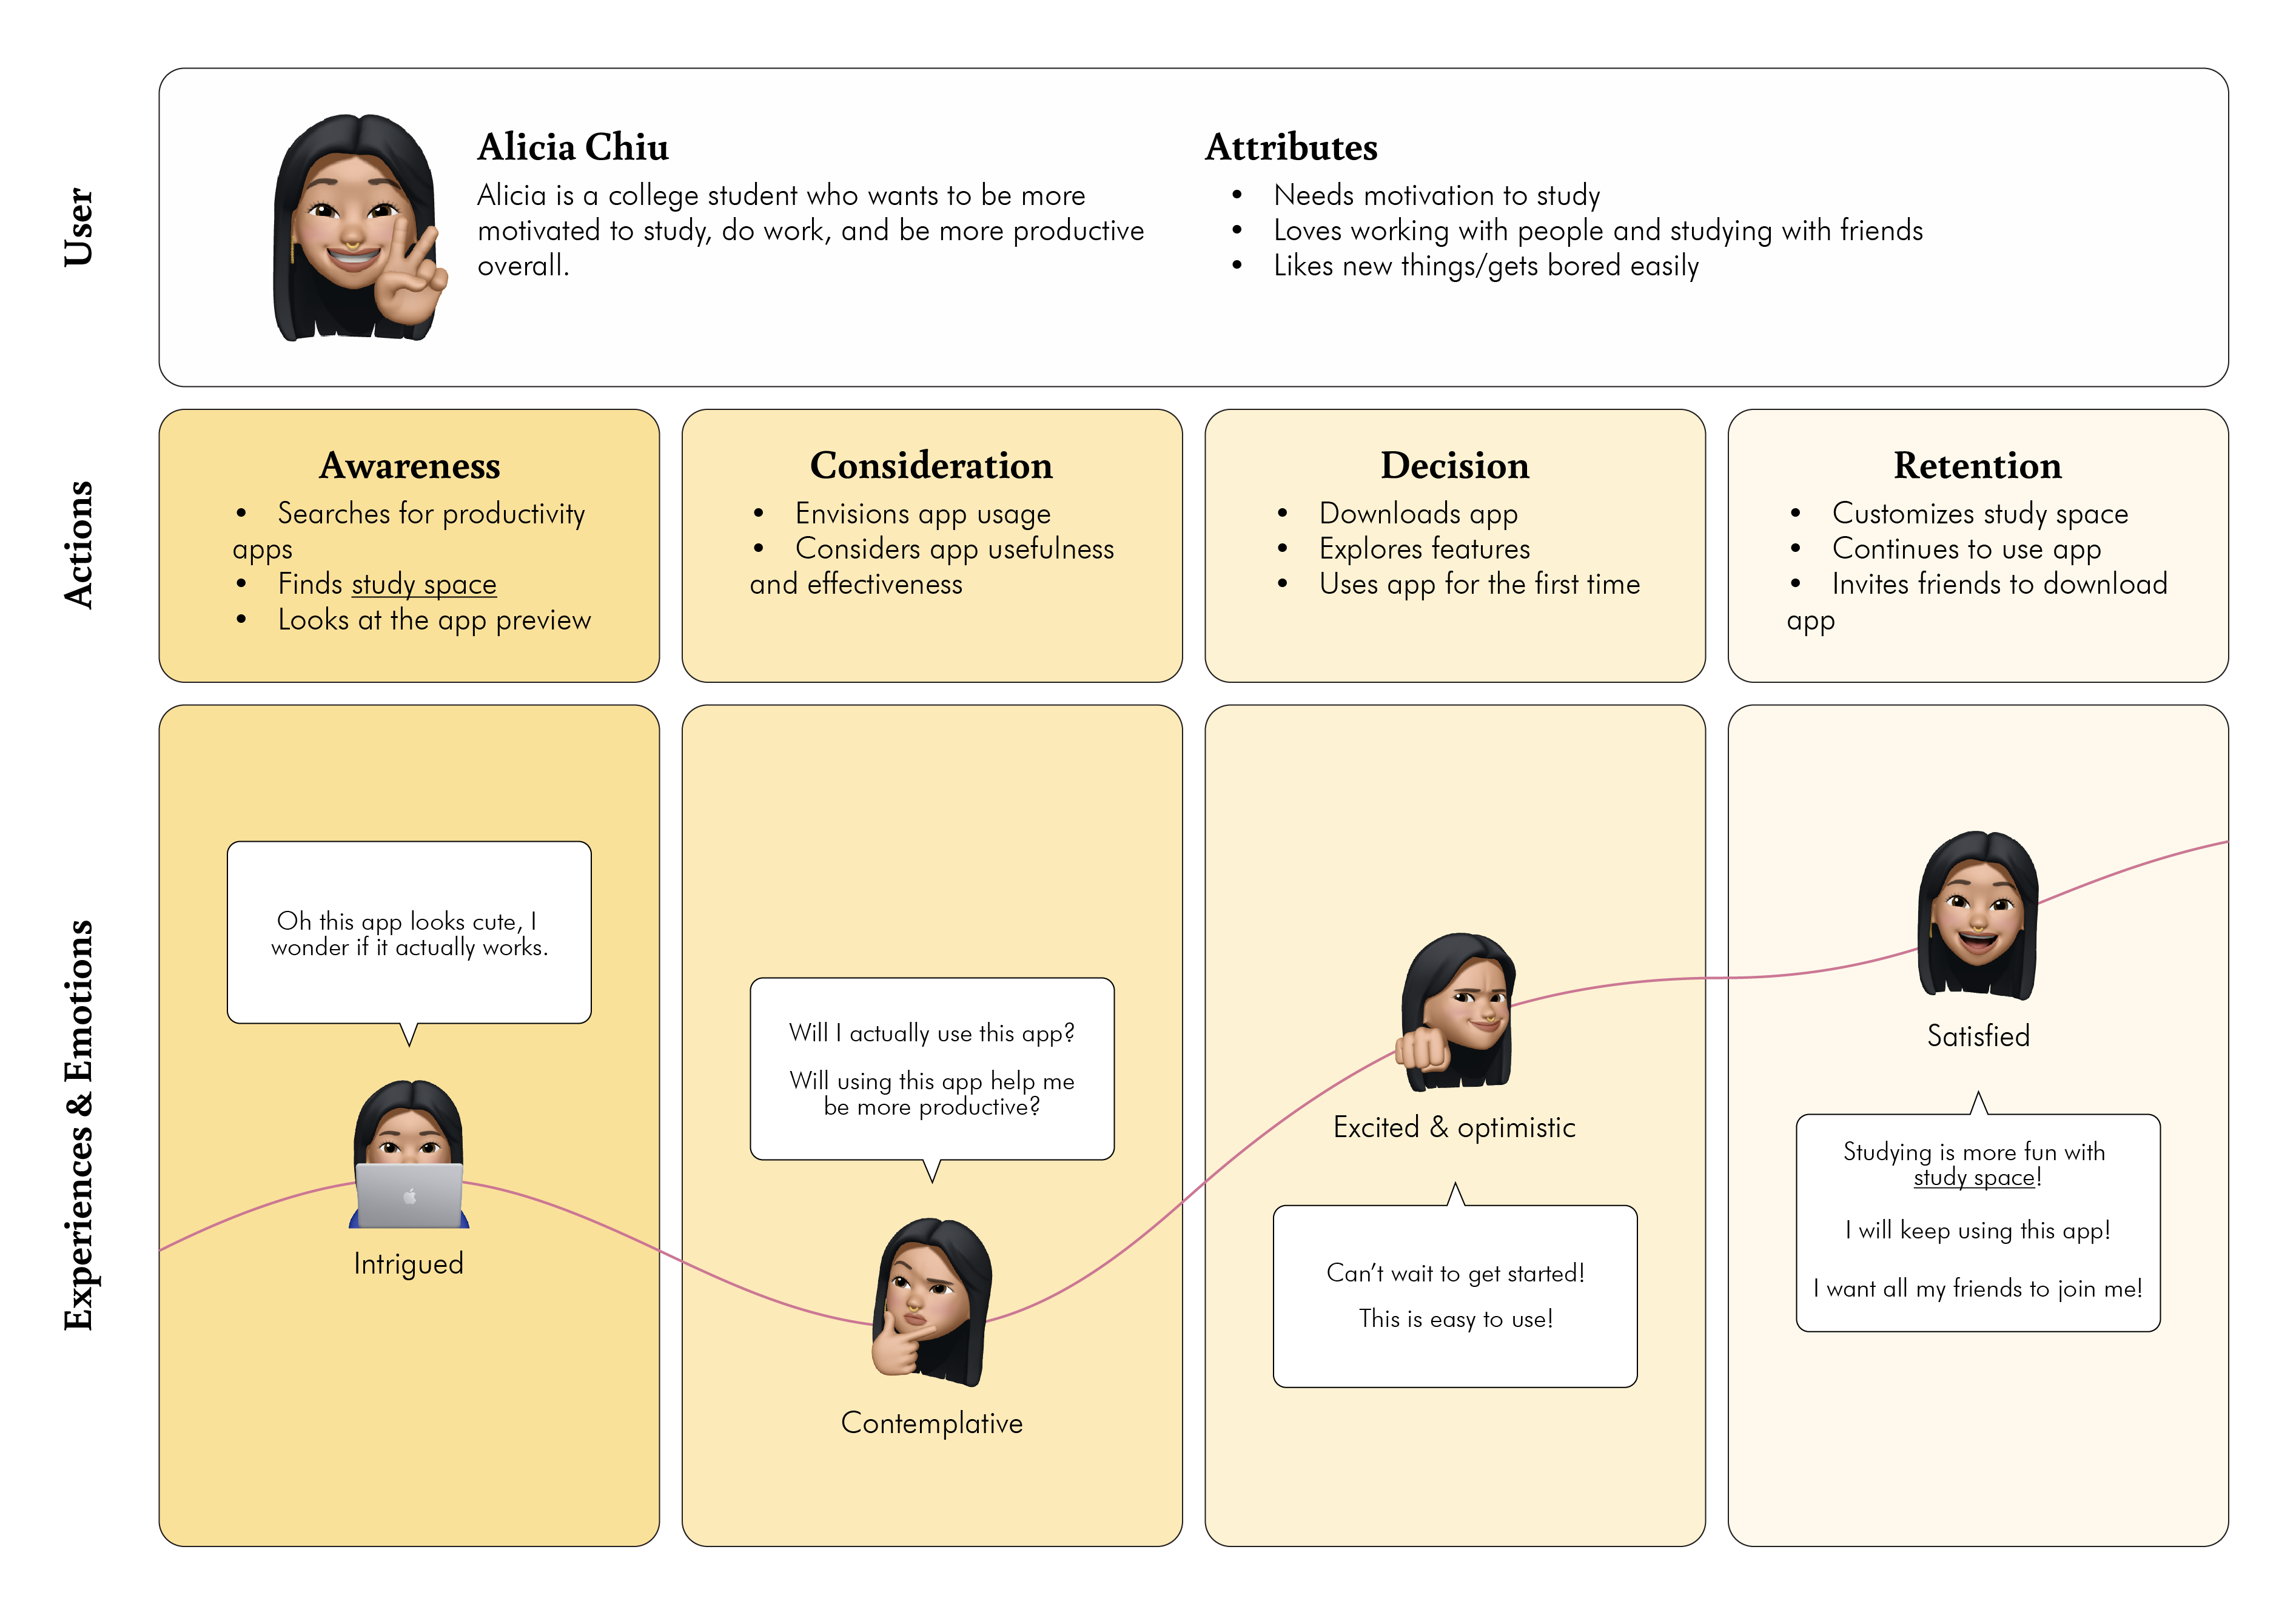 User
Alicia Chiu
Alicia is a college student who wants to be more
motivated to study, do work, and be more productive
overall.
Attributes
• Needs motivation to study
• Loves working with people and studying with friends
• Likes new things/gets bored easily
Actions
Awareness
• Searches for productivity
apps
• Finds study space
• Looks at the app preview
Consideration
• Envisions app usage
• Considers app usefulness
and effectiveness
Decision
• Downloads app
• Explores features
• Uses app for the first time
Retention
• Customizes study space
• Continues to use app
• Invites friends to download
app
Experiences & Emotions
Oh this app looks cute, I
wonder if it actually works.
Intrigued
Will I actually use this app?
Will using this app help me
be more productive?
Contemplative
Excited & optimistic
Can't wait to get started!
This is easy to use!
Satisfied
Studying is more fun with
study space!
I will keep using this app!
I want all my friends to join me!